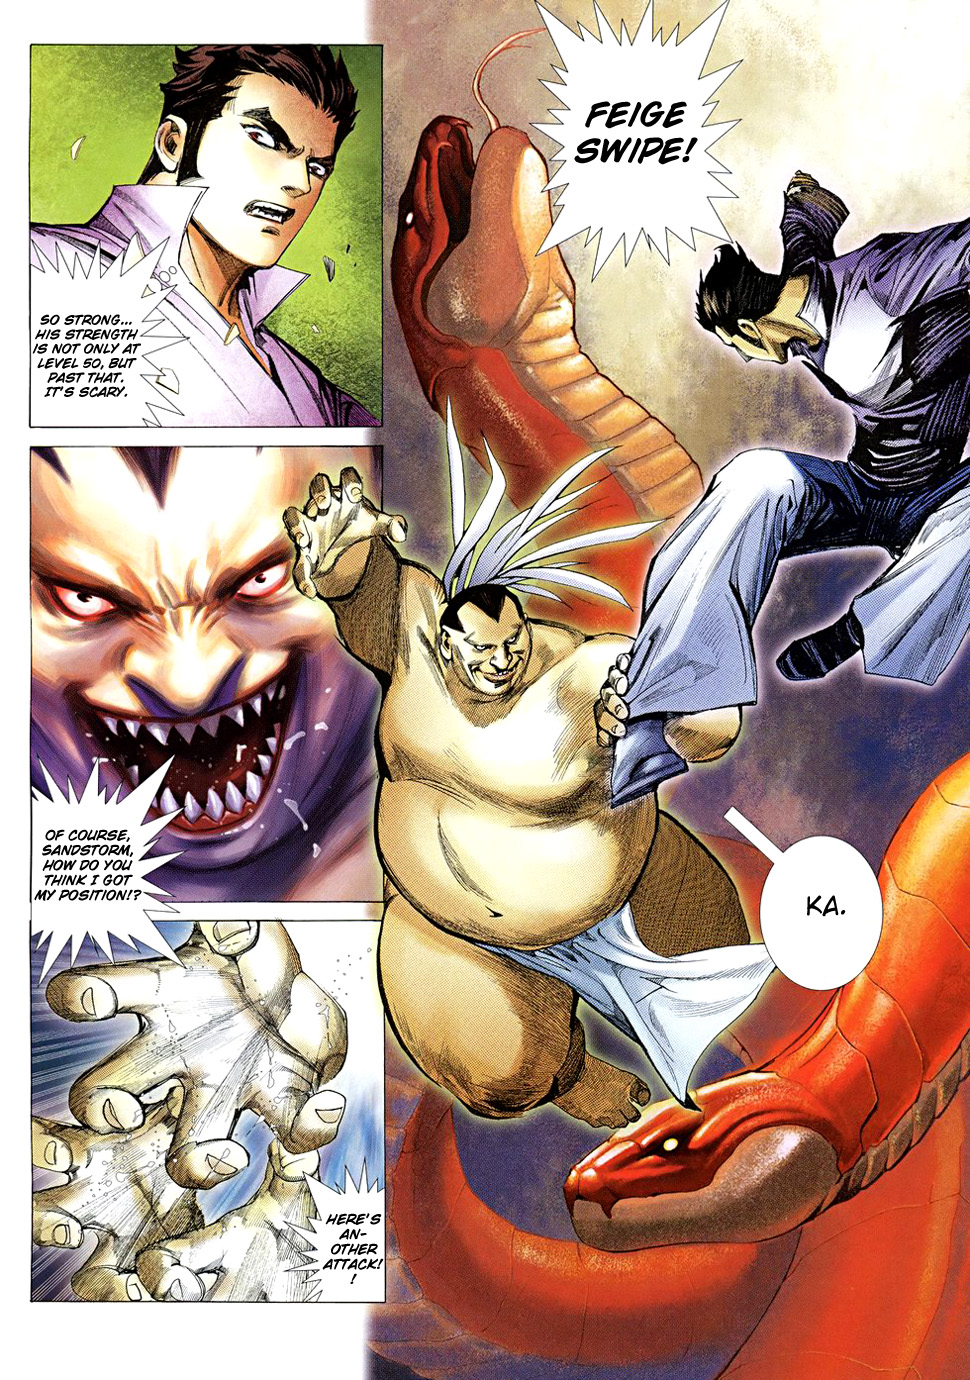 SO STRONG...
HIS STRENGTH
IS NOT ONLY AT
LEVEL 50, BUT
PAST THAT.
IT'S SCARY.
OF COURSE,
SANDSTORM,
HOW DO YOU
THINK I GOT
MY POSITION!?
HERE'S
AN-
OTHER
ATTACK!
!
FEIGE
SWIPE!
KA.